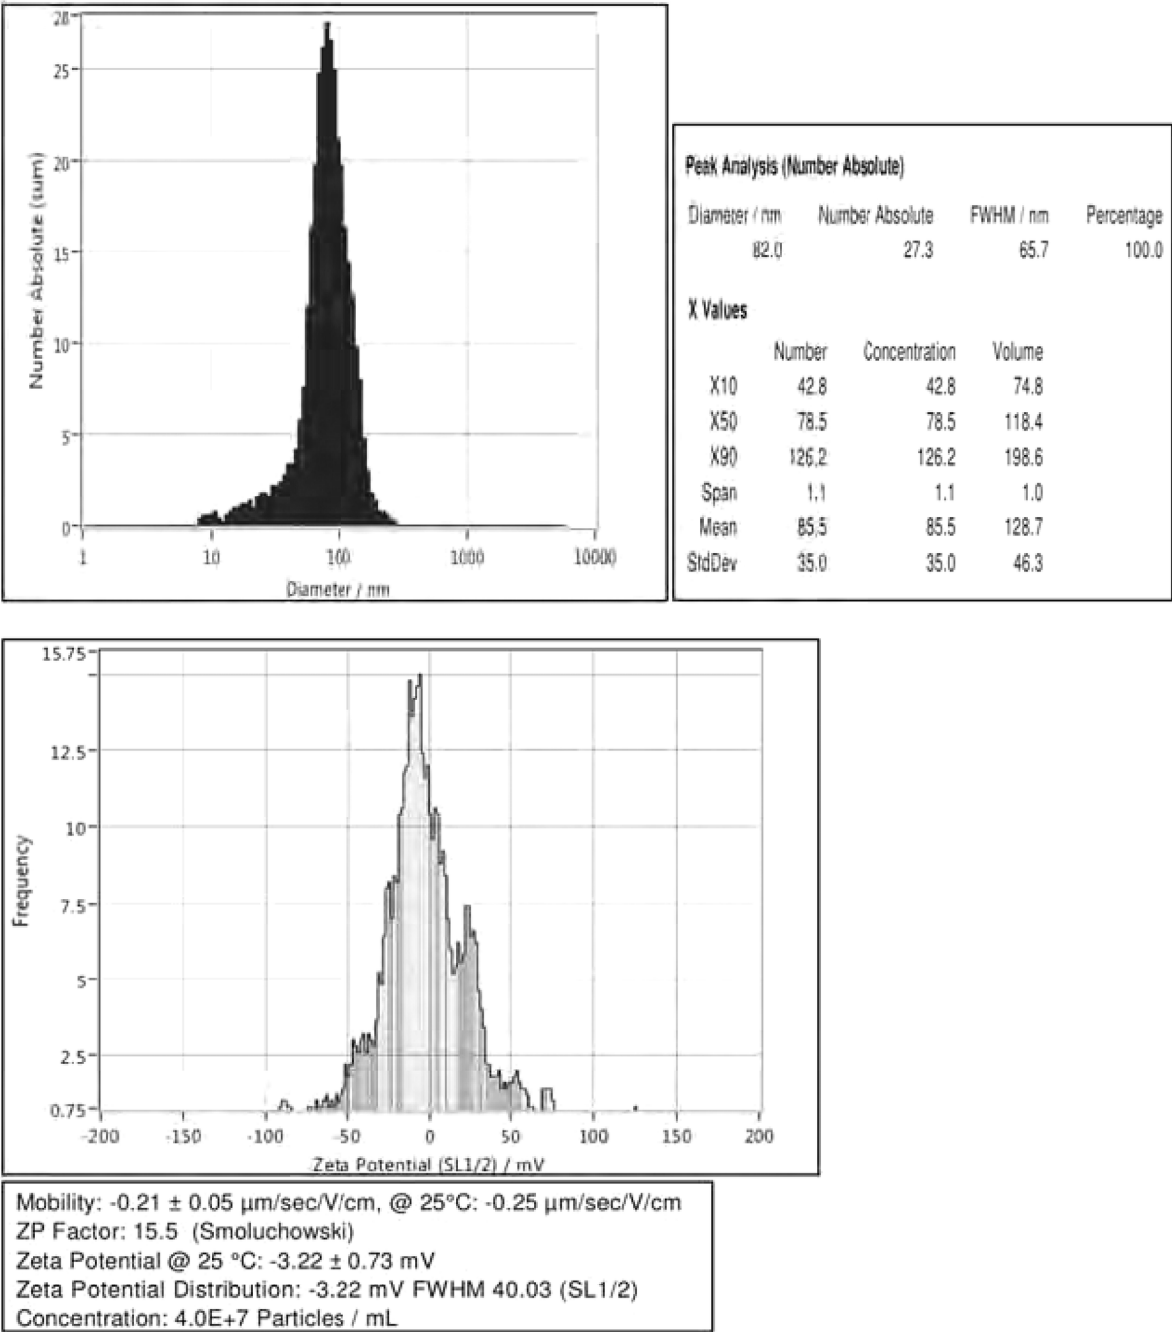 28
25
20
15
10
5
0
1 10 100 1000 10000
Number Absolute (sum)
Diameter / nm
Peak Analysis (Number Absolute)
Diameter / nm Number Absolute FWHM / nm Percentage
82.0 27.3 65.7 100.0
X Values
Number Concentration Volume
X10 42.8 42.8 74.8
X50 78.5 78.5 118.4
X90 126.2 126.2 198.6
Span 1.1 1.1 1.0
Mean 85.5 85.5 128.7
StdDev 35.0 35.0 46.3
15.75
12.5
10
7.5
5
2.5
0.75
-200 -150 -100 -50 0 50 100 150 200
Frequency
Zeta Potential (SL1/2) / mV
Mobility: -0.21 ± 0.05 µm/sec/V/cm, @ 25°C: -0.25 µm/sec/V/cm
ZP Factor: 15.5 (Smoluchowski)
Zeta Potential @ 25 °C: -3.22 ± 0.73 mV
Zeta Potential Distribution: -3.22 mV FWHM 40.03 (SL1/2)
Concentration: 4.0E+7 Particles / mL